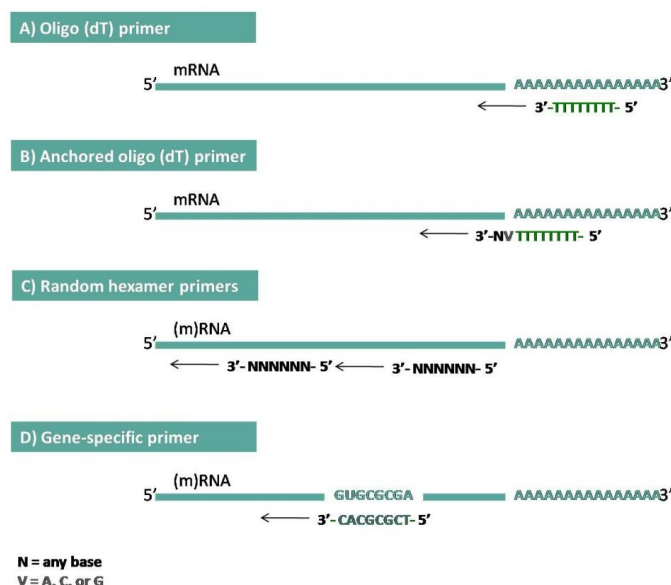 A) Oligo (dT) primer
mRNA
5' AAAAAAAAAAAAAAA3'
3'-TTTTTTTT- 5'
B) Anchored oligo (dT) primer
mRNA
5' AAAAAAAAAAAAAAA3'
3'-NVTTTTTTTT- 5'
C) Random hexamer primers
(m)RNA
5' AAAAAAAAAAAAAAA3'
3'- NNNNNN- 5' 3'- NNNNNN- 5'
D) Gene-specific primer
(m)RNA
5' GUGCGCGA AAAAAAAAAAAAAAA3'
3'- CACGCGCT- 5'
N = any base
V = A, C, or G